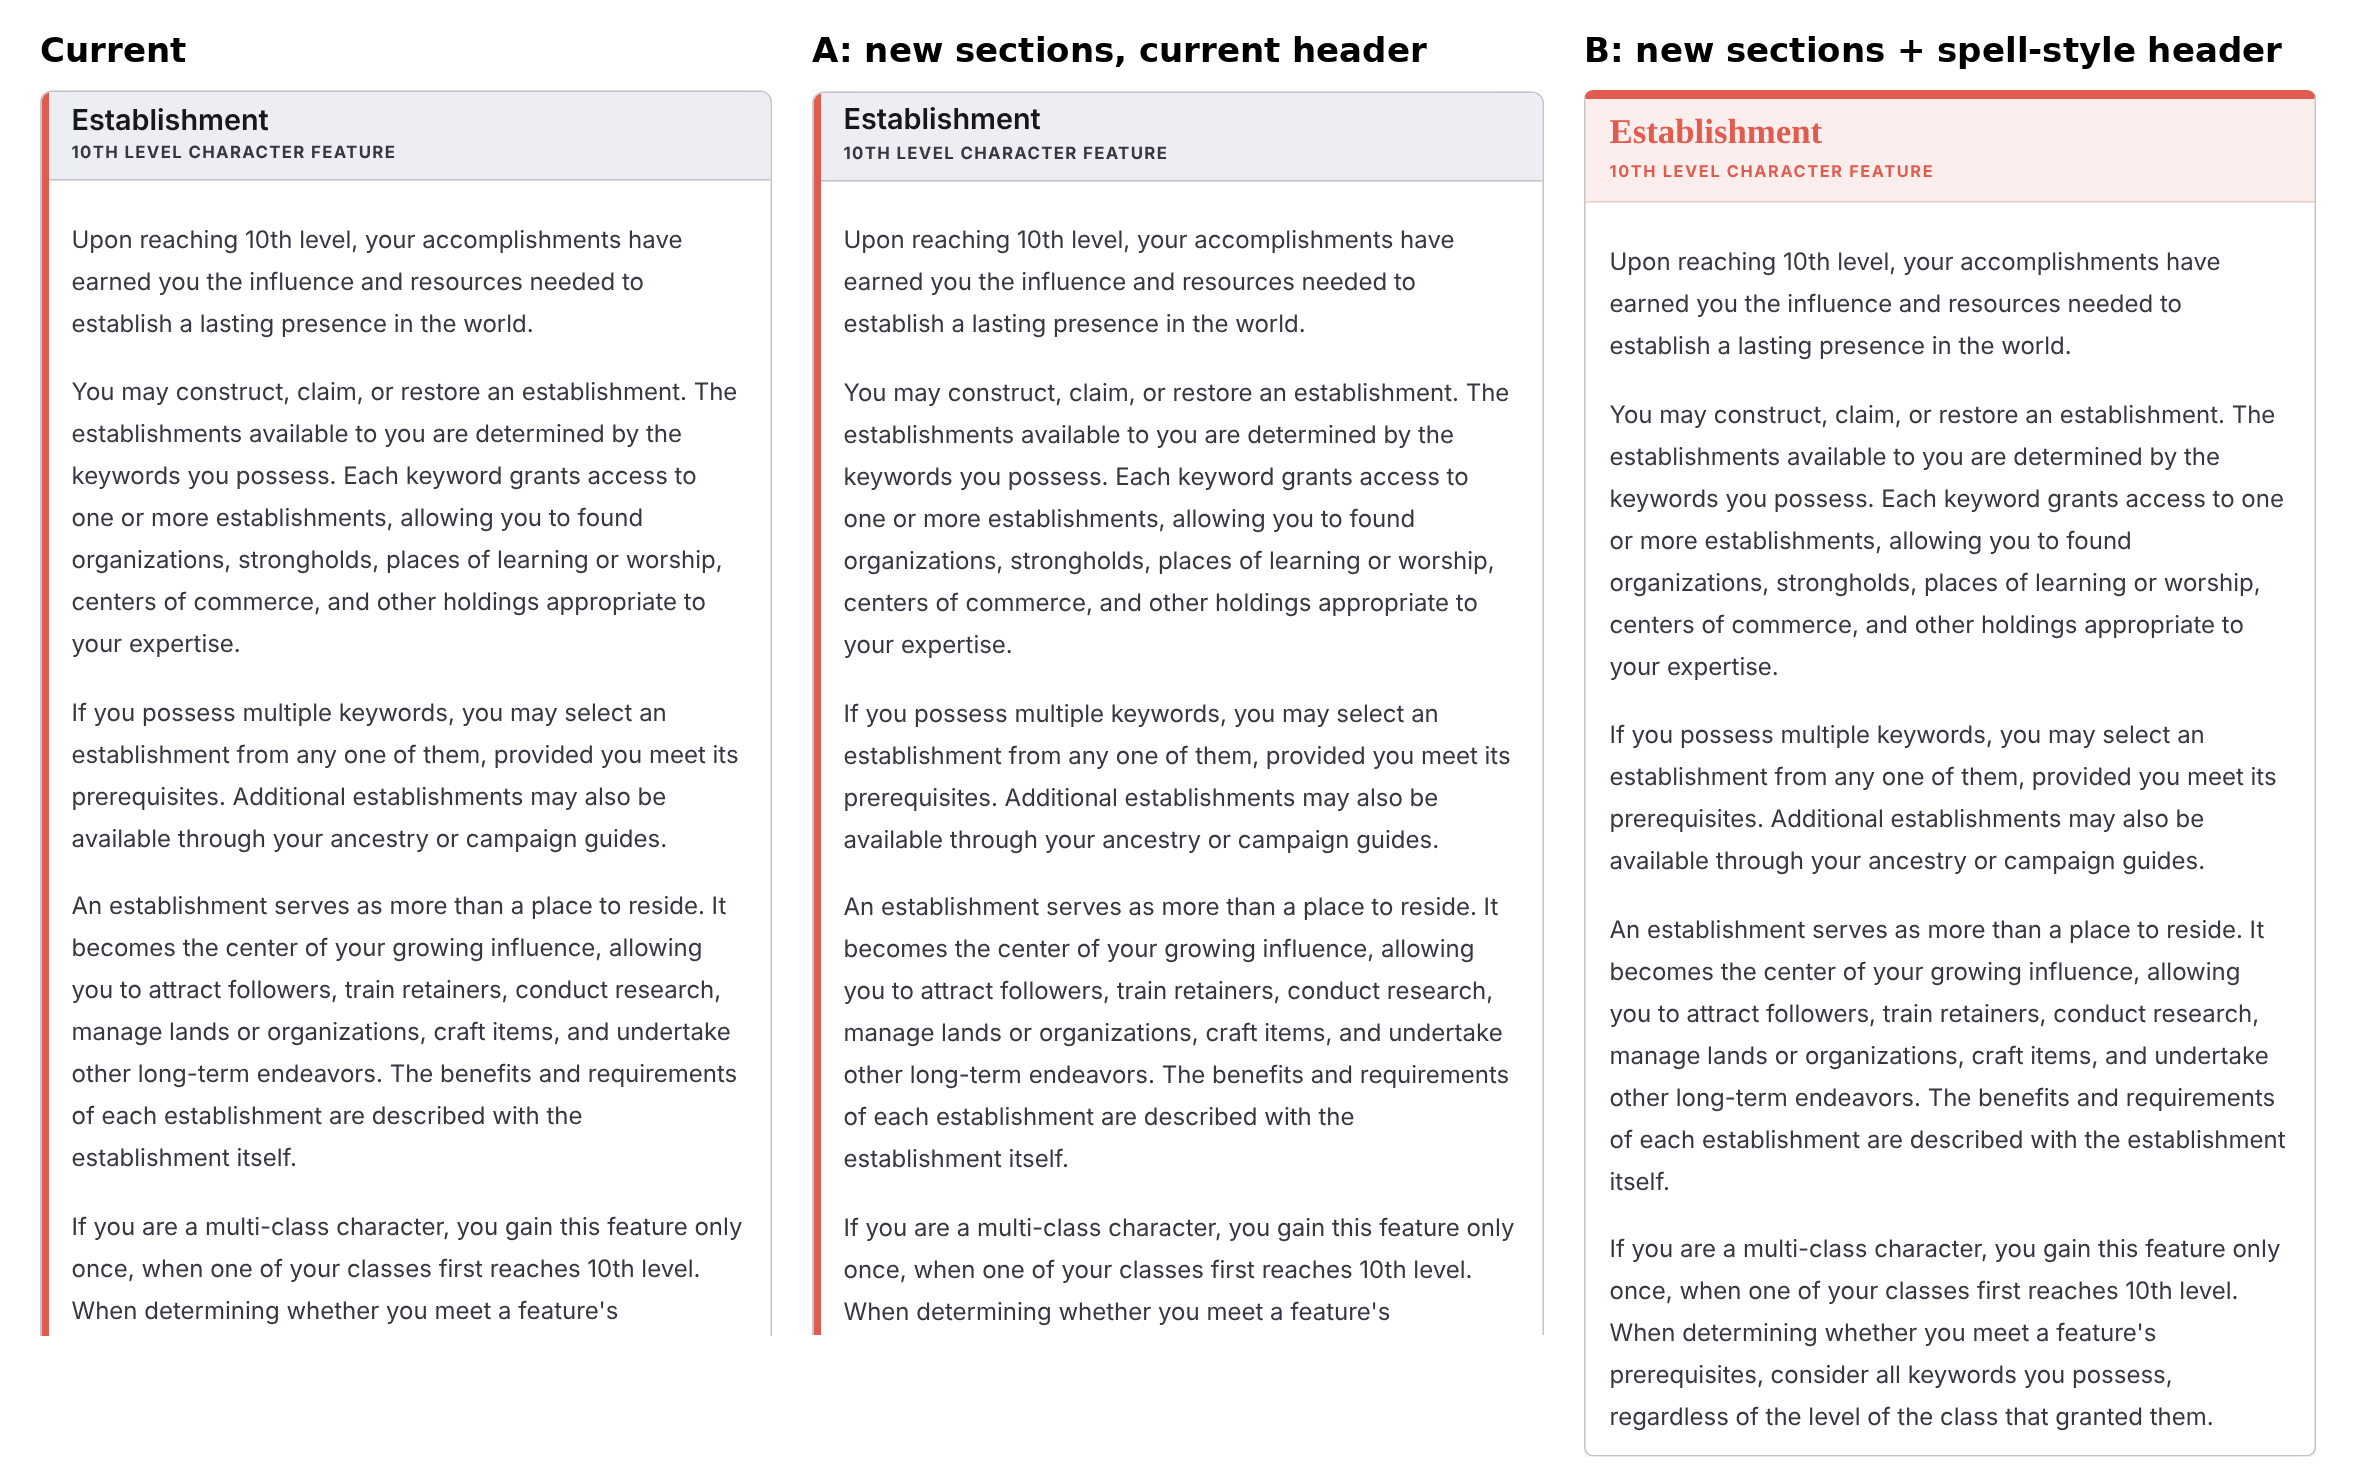 Current
Establishment
10TH LEVEL CHARACTER FEATURE
Upon reaching 10th level, your accomplishments have
earned you the influence and resources needed to
establish a lasting presence in the world.
You may construct, claim, or restore an establishment. The
establishments available to you are determined by the
keywords you possess. Each keyword grants access to
one or more establishments, allowing you to found
organizations, strongholds, places of learning or worship,
centers of commerce, and other holdings appropriate to
your expertise.
If you possess multiple keywords, you may select an
establishment from any one of them, provided you meet its
prerequisites. Additional establishments may also be
available through your ancestry or campaign guides.
An establishment serves as more than a place to reside. It
becomes the center of your growing influence, allowing
you to attract followers, train retainers, conduct research,
manage lands or organizations, craft items, and undertake
other long-term endeavors. The benefits and requirements
of each establishment are described with the
establishment itself.
If you are a multi-class character, you gain this feature only
once, when one of your classes first reaches 10th level.
When determining whether you meet a feature's
A: new sections, current header
Establishment
10TH LEVEL CHARACTER FEATURE
Upon reaching 10th level, your accomplishments have
earned you the influence and resources needed to
establish a lasting presence in the world.
You may construct, claim, or restore an establishment. The
establishments available to you are determined by the
keywords you possess. Each keyword grants access to
one or more establishments, allowing you to found
organizations, strongholds, places of learning or worship,
centers of commerce, and other holdings appropriate to
your expertise.
If you possess multiple keywords, you may select an
establishment from any one of them, provided you meet its
prerequisites. Additional establishments may also be
available through your ancestry or campaign guides.
An establishment serves as more than a place to reside. It
becomes the center of your growing influence, allowing
you to attract followers, train retainers, conduct research,
manage lands or organizations, craft items, and undertake
other long-term endeavors. The benefits and requirements
of each establishment are described with the
establishment itself.
If you are a multi-class character, you gain this feature only
once, when one of your classes first reaches 10th level.
When determining whether you meet a feature's
B: new sections + spell-style header
Establishment
10TH LEVEL CHARACTER FEATURE
Upon reaching 10th level, your accomplishments have
earned you the influence and resources needed to
establish a lasting presence in the world.
You may construct, claim, or restore an establishment. The
establishments available to you are determined by the
keywords you possess. Each keyword grants access to one
or more establishments, allowing you to found
organizations, strongholds, places of learning or worship,
centers of commerce, and other holdings appropriate to
your expertise.
If you possess multiple keywords, you may select an
establishment from any one of them, provided you meet its
prerequisites. Additional establishments may also be
available through your ancestry or campaign guides.
An establishment serves as more than a place to reside. It
becomes the center of your growing influence, allowing
you to attract followers, train retainers, conduct research,
manage lands or organizations, craft items, and undertake
other long-term endeavors. The benefits and requirements
of each establishment are described with the establishment
itself.
If you are a multi-class character, you gain this feature only
once, when one of your classes first reaches 10th level.
When determining whether you meet a feature's
prerequisites, consider all keywords you possess,
regardless of the level of the class that granted them.